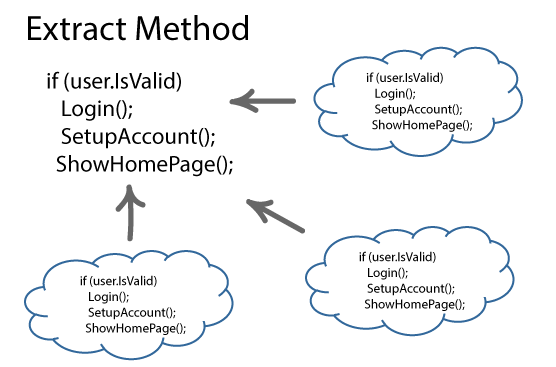 Extract Method
if (user.IsValid)
Login();
SetupAccount();
ShowHomePage();
if (user.IsValid)
Login();
SetupAccount();
ShowHomePage();
if (user.IsValid)
Login();
SetupAccount();
ShowHomePage();
if (user.IsValid)
Login();
SetupAccount();
ShowHomePage();